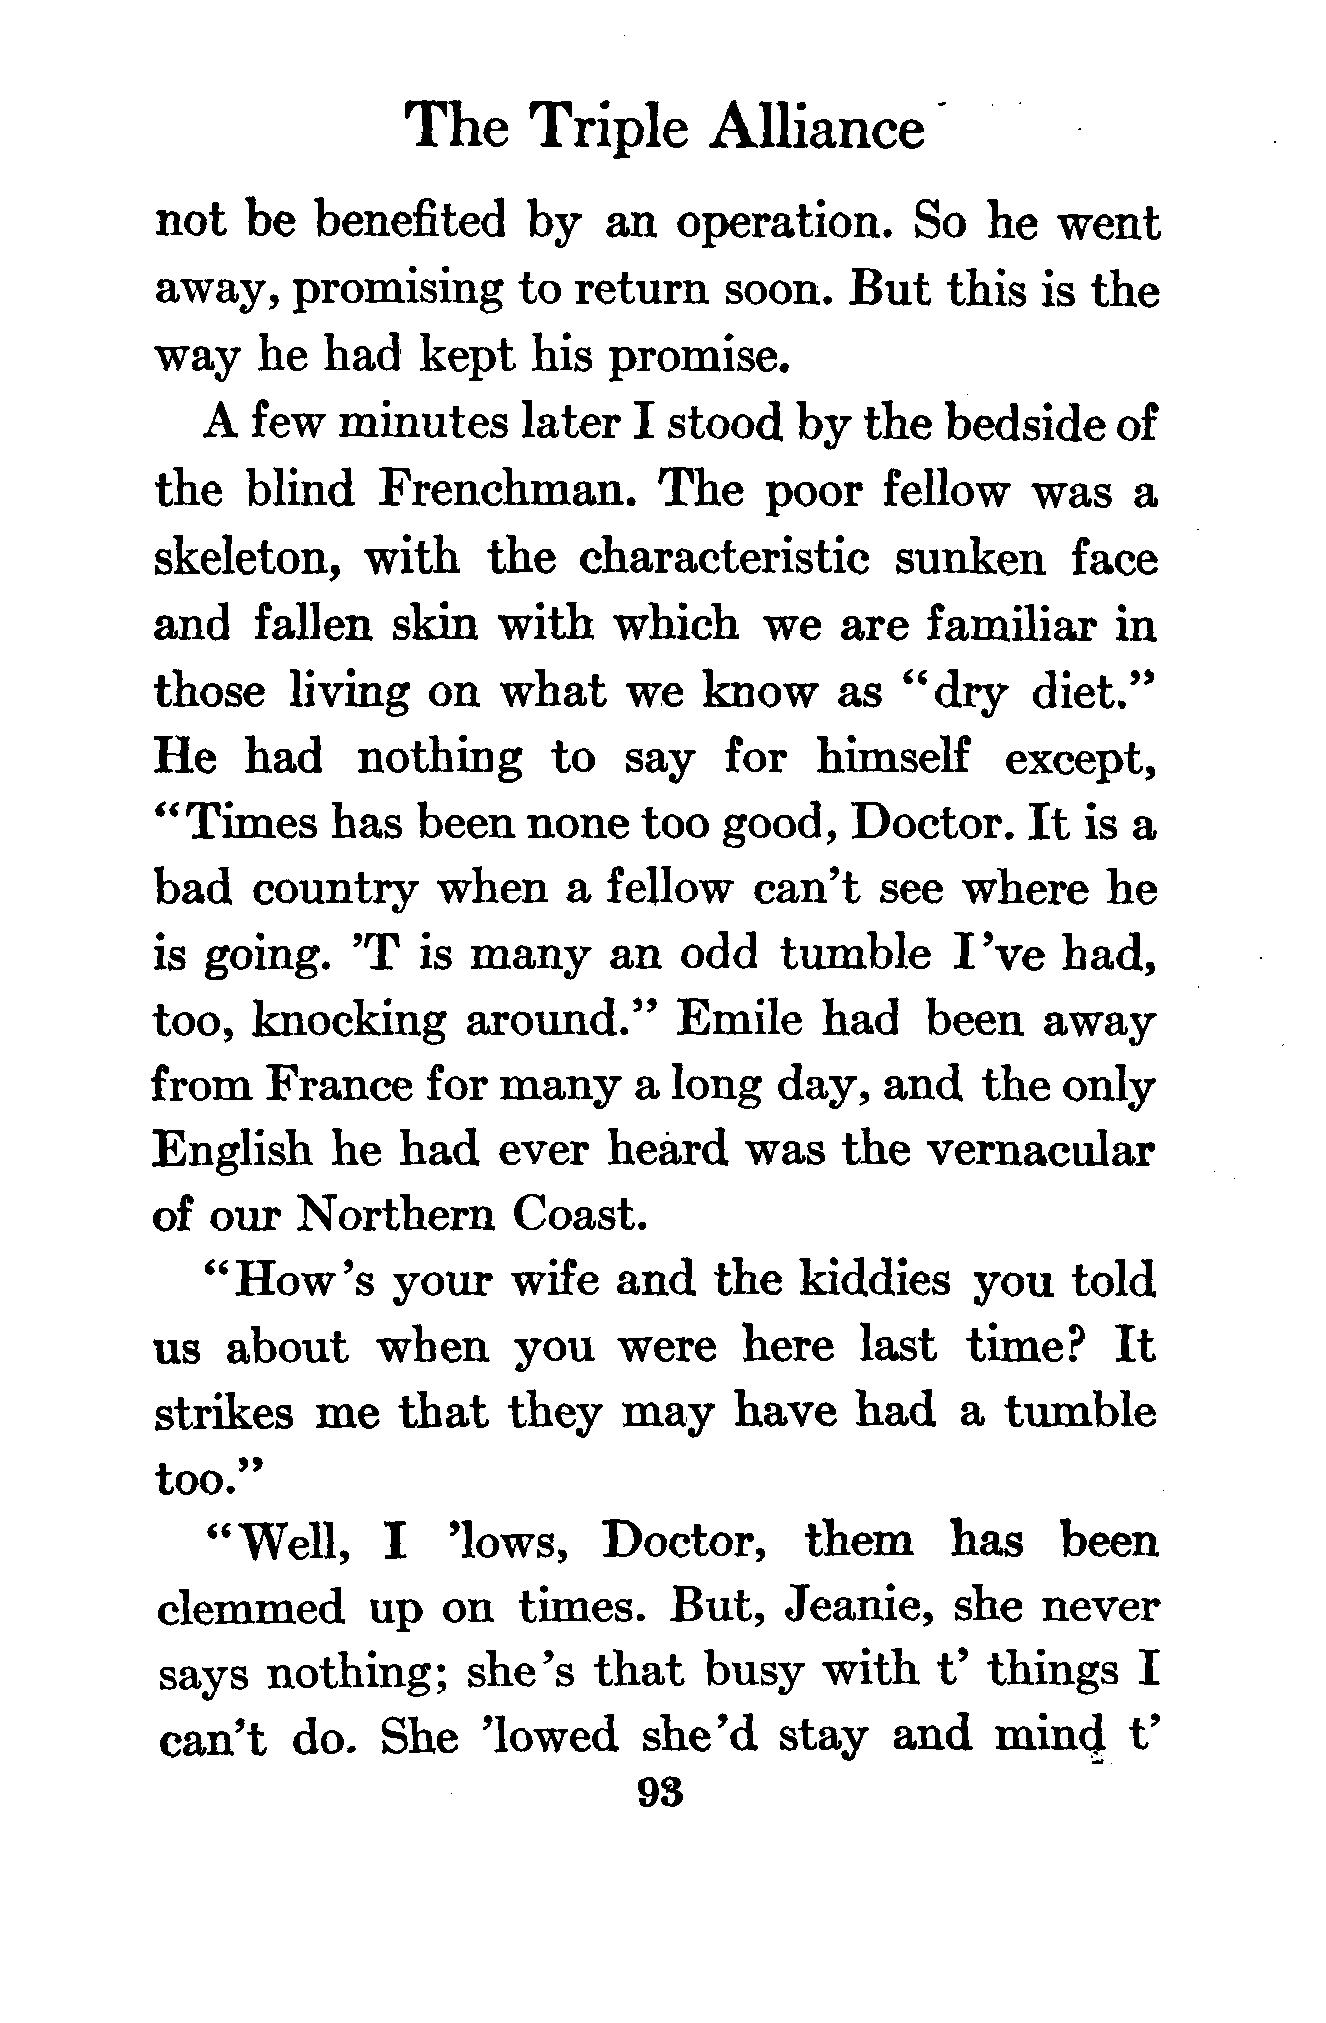 The Triple Alliance
not be benefited by an operation. So he went
away, promising to return soon. But this is the
way he had kept his promise.
A few minutes later I stood by the bedside of
the blind Frenchman. The poor fellow was a
skeleton, with the characteristic sunken face
and fallen skin with which we are familiar in
those living on what we know as “dry diet.”
He had nothing to say for himself except,
“Times has been none too good, Doctor. It is a
bad country when a fellow can’t see where he
is going. ’T is many an odd tumble I’ve had,
too, knocking around.” Emile had been away
from France for many a long day, and the only
English he had ever heard was the vernacular
of our Northern Coast.
“How’s your wife and the kiddies you told
us about when you were here last time? It
strikes me that they may have had a tumble
too.”
“Well, I ’lows, Doctor, them has been
clemmed up on times. But, Jeanie, she never
says nothing; she’s that busy with t’ things I
can’t do. She ’lowed she’d stay and mind t’
93